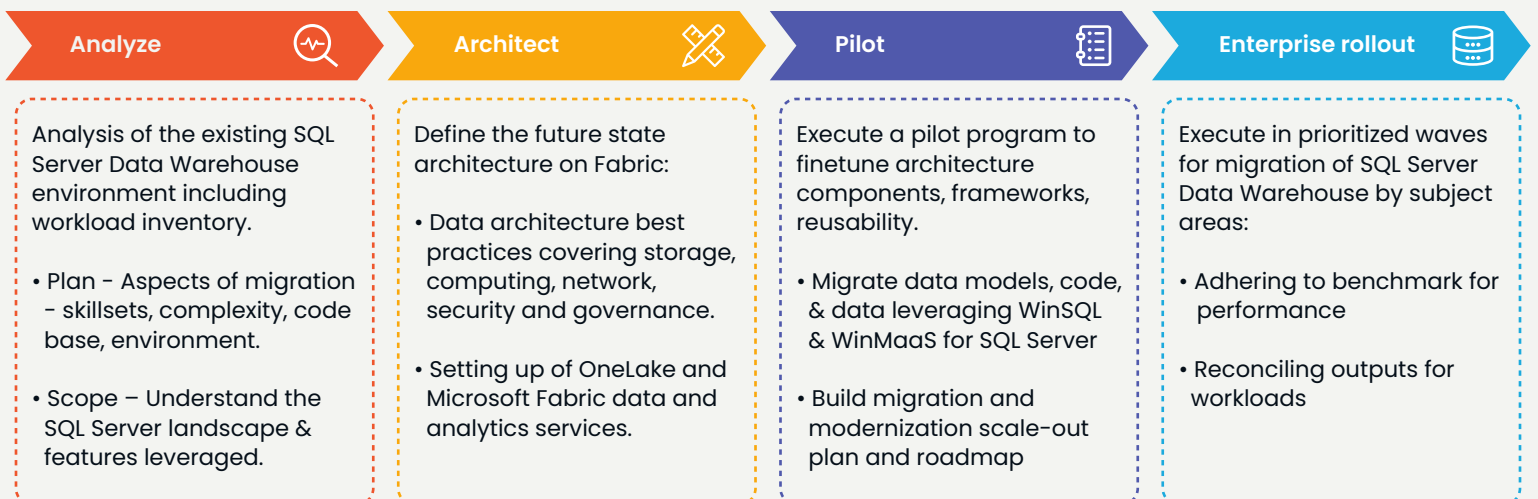 Analyze
Analysis of the existing SQL
Server Data Warehouse
environment including
workload inventory.
• Plan - Aspects of migration
- skillsets, complexity, code
base, environment.
• Scope – Understand the
SQL Server landscape &
features leveraged.
Architect
Define the future state
architecture on Fabric:
• Data architecture best
practices covering storage,
computing, network,
security and governance.
• Setting up of OneLake and
Microsoft Fabric data and
analytics services.
Pilot
Execute a pilot program to
finetune architecture
components, frameworks,
reusability.
• Migrate data models, code,
& data leveraging WinSQL
& WinMaaS for SQL Server
• Build migration and
modernization scale-out
plan and roadmap
Enterprise rollout
Execute in prioritized waves
for migration of SQL Server
Data Warehouse by subject
areas:
• Adhering to benchmark for
performance
• Reconciling outputs for
workloads